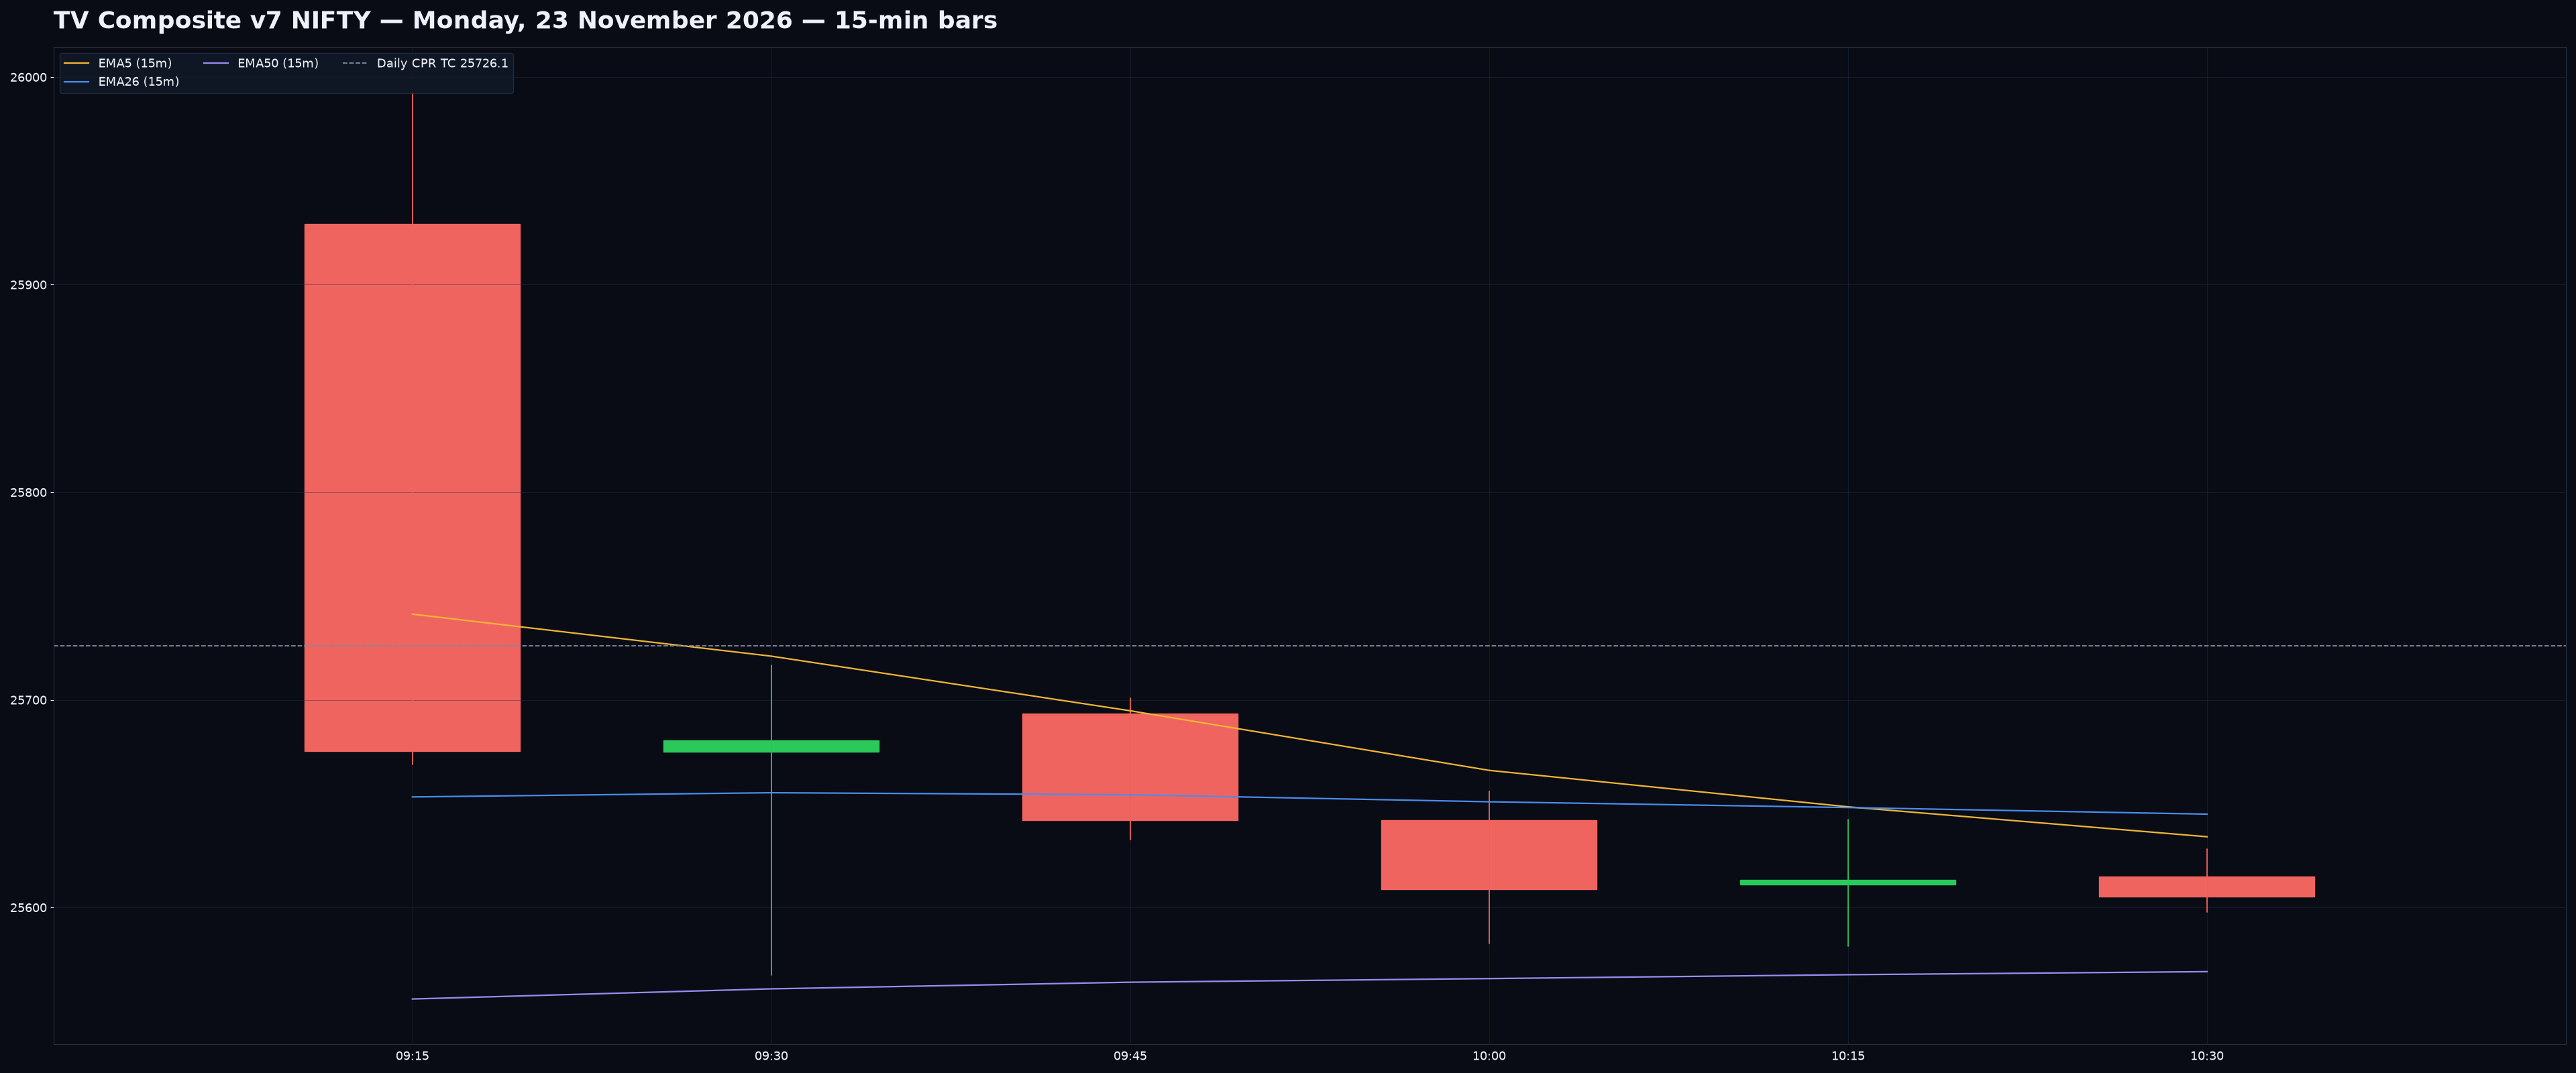 TV Composite v7 NIFTY — Monday, 23 November 2026 — 15-min bars
EMA5 (15m) EMA50 (15m) Daily CPR TC 25726.1
EMA26 (15m)
26000
25900
25800
25700
25600
09:15 09:30 09:45 10:00 10:15 10:30